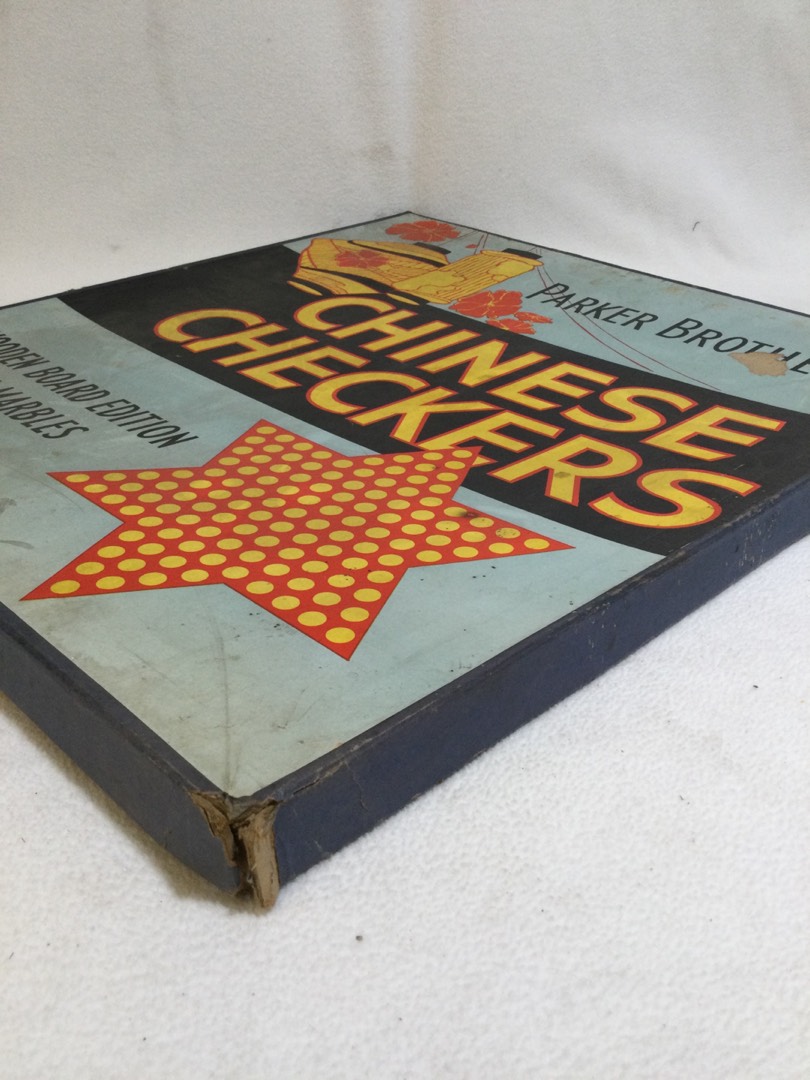 PARKER BROTHE
CHINESE
CHECKERS
BOARD EDITION
MARBLES